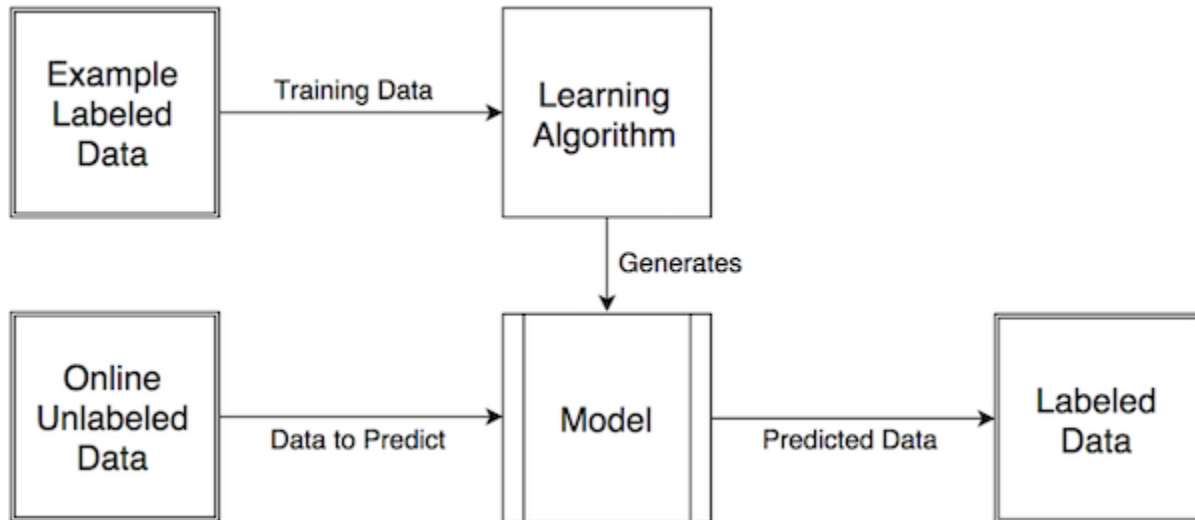 Example
Labeled
Data
Training Data
Learning
Algorithm
Generates
Online
Unlabeled
Data
Data to Predict
Model
Predicted Data
Labeled
Data